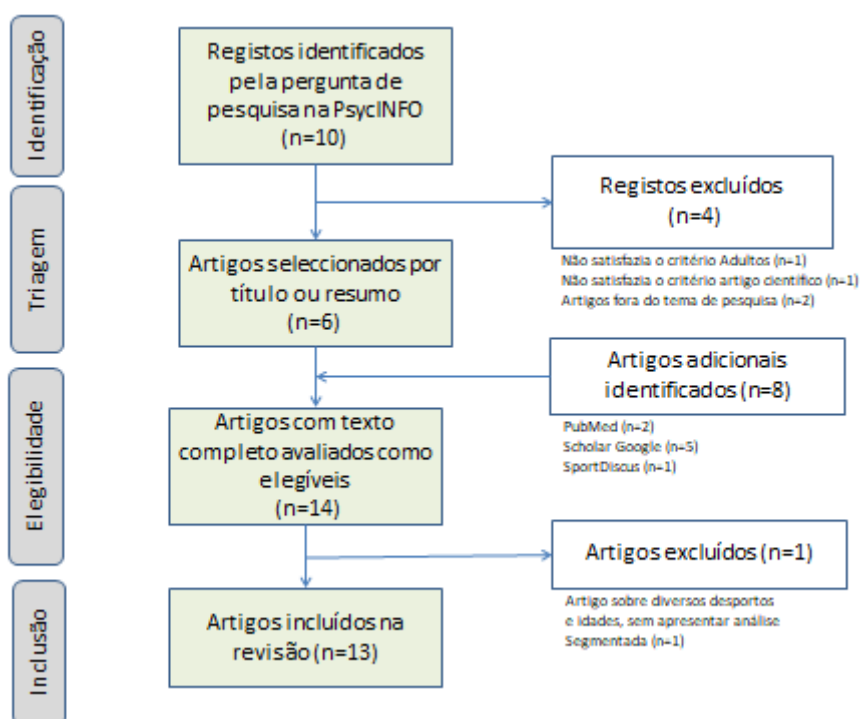 Identificação
Registos identificados
pela pergunta de
pesquisa na PsycINFO
(n=10)
Registos excluídos
(n=4)
Não satisfazia o critério Adultos (n=1)
Não satisfazia o critério artigo científico (n=1)
Artigos fora do tema de pesquisa (n=2)
Triagem
Artigos seleccionados por
título ou resumo
(n=6)
Artigos adicionais
identificados (n=8)
PubMed (n=2)
Scholar Google (n=5)
SportDiscus (n=1)
Elegibilidade
Artigos com texto
completo avaliados como
elegíveis
(n=14)
Artigos excluídos (n=1)
Artigo sobre diversos desportos
e idades, sem apresentar análise
Segmentada (n=1)
Inclusão
Artigos incluídos na
revisão (n=13)